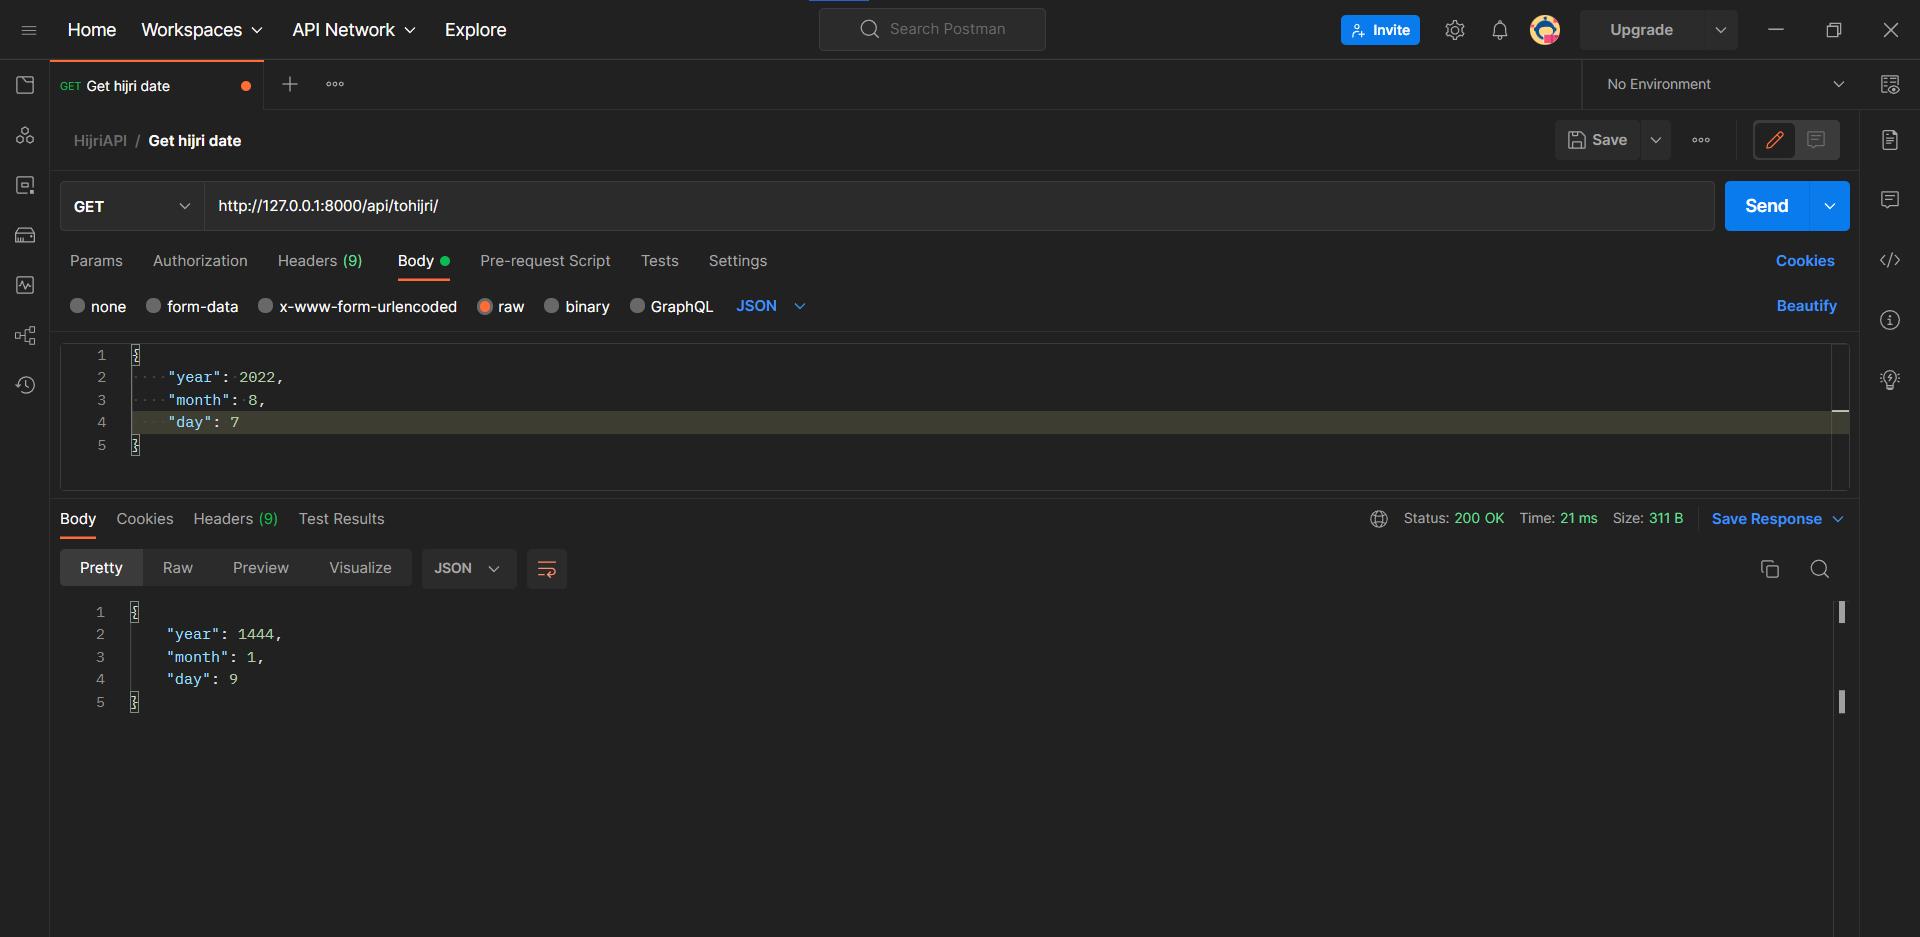 Home Workspaces API Network Explore Search Postman Invite Upgrade
GET Get hijri date No Environment
HijriAPI / Get hijri date Save
GET http://127.0.0.1:8000/api/tohijri/ Send
Params Authorization Headers (9) Body Pre-request Script Tests Settings Cookies
none form-data x-www-form-urlencoded raw binary GraphQL JSON Beautify
1 {
2 "year": 2022,
3 "month": 8,
4 "day": 7
5 }
Body Cookies Headers (9) Test Results Status: 200 OK Time: 21 ms Size: 311 B Save Response
Pretty Raw Preview Visualize JSON
1 {
2 "year": 1444,
3 "month": 1,
4 "day": 9
5 }